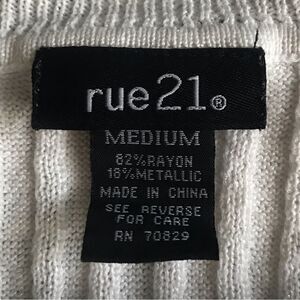 rue21®
MEDIUM
82%RAYON
18%METALLIC
MADE IN CHINA
SEE REVERSE
FOR CARE
RN 70829